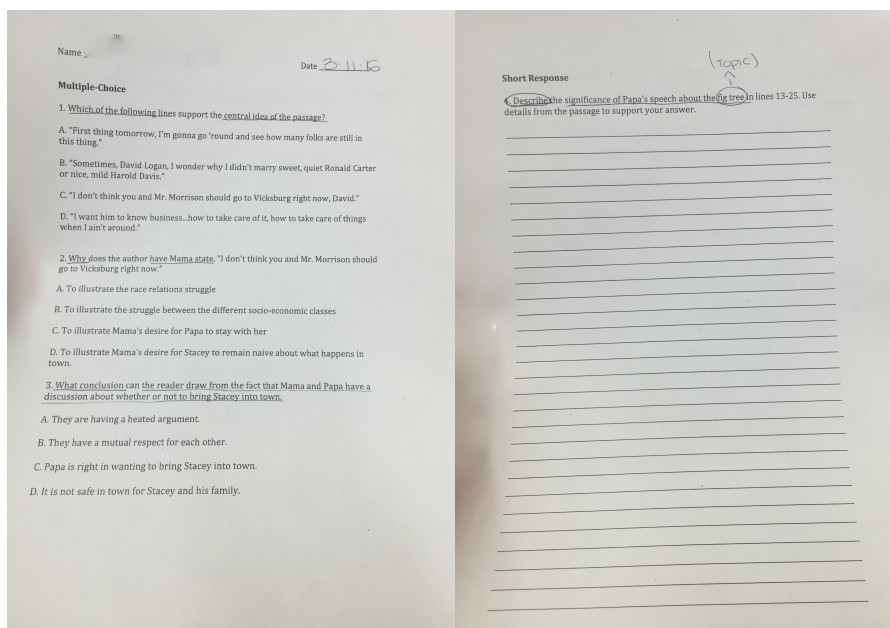 Name
Date 3-11-16
Multiple-Choice
1. Which of the following lines support the central idea of the passage?
A. "First thing tomorrow, I'm gonna go 'round and see how many folks are still in
this thing."
B. "Sometimes, David Logan, I wonder why I didn't marry sweet, quiet Ronald Carter
or nice, mild Harold Davis."
C. "I don't think you and Mr. Morrison should go to Vicksburg right now, David."
D. "I want him to know business...how to take care of it, how to take care of things
when I ain't around."
2. Why does the author have Mama state, "I don't think you and Mr. Morrison should
go to Vicksburg right now."
A. To illustrate the race relations struggle
B. To illustrate the struggle between the different socio-economic classes
C. To illustrate Mama's desire for Papa to stay with her
D. To illustrate Mama's desire for Stacey to remain naive about what happens in
town.
3. What conclusion can the reader draw from the fact that Mama and Papa have a
discussion about whether or not to bring Stacey into town.
A. They are having a heated argument.
B. They have a mutual respect for each other.
C. Papa is right in wanting to bring Stacey into town.
D. It is not safe in town for Stacey and his family.
(Topic)
Short Response
4. Describe the significance of Papa's speech about the fig tree in lines 13-25. Use
details from the passage to support your answer.